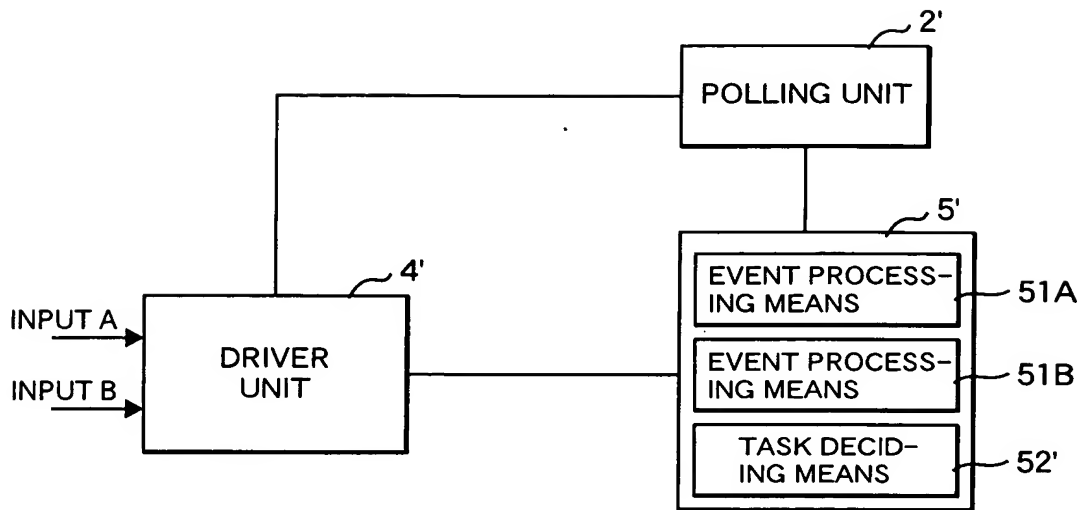 2'
POLLING UNIT
5'
EVENT PROCESS-
ING MEANS
51A
EVENT PROCESS-
ING MEANS
51B
TASK DECID-
ING MEANS
52'
4'
INPUT A
INPUT B
DRIVER
UNIT